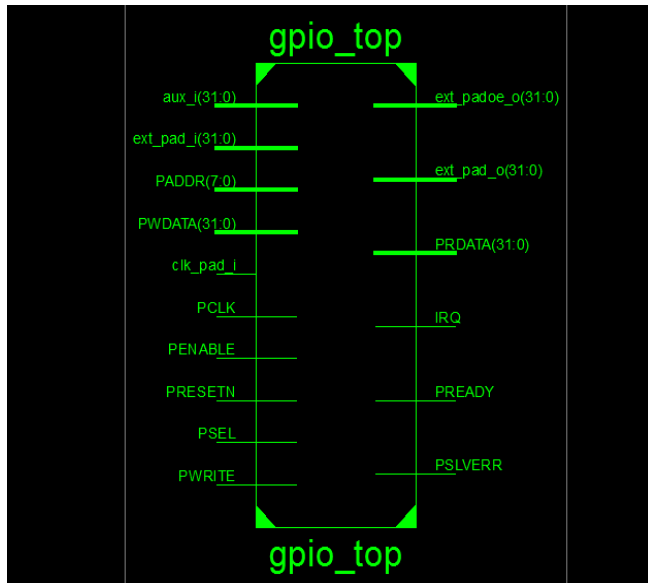 gpio_top
aux_i(31:0)
ext_pad_i(31:0)
PADDR(7:0)
PWDATA(31:0)
clk_pad_i
PCLK
PENABLE
PRESETN
PSEL
PWRITE
ext_padoe_o(31:0)
ext_pad_o(31:0)
PRDATA(31:0)
IRQ
PREADY
PSLVERR
gpio_top